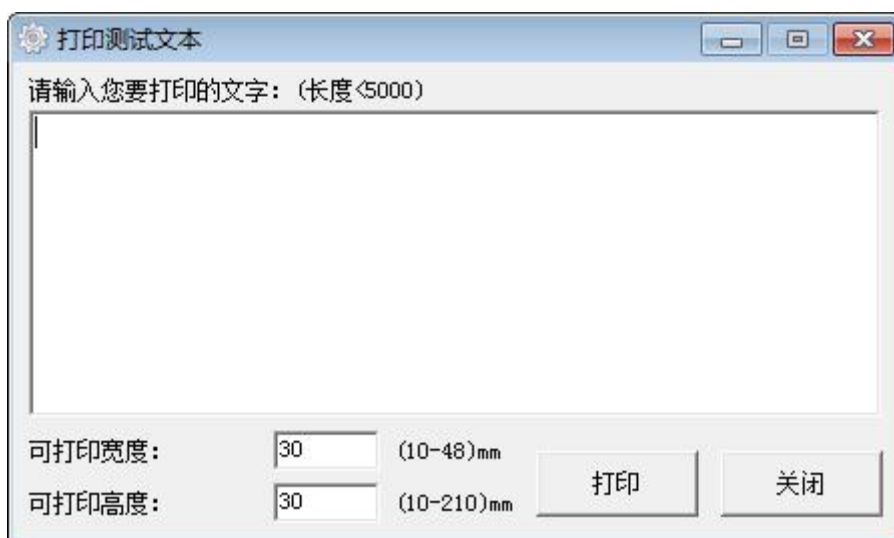 打印测试文本
请输入您要打印的文字：(长度<5000)
可打印宽度： 30 (10-48)mm
可打印高度： 30 (10-210)mm
打印 关闭